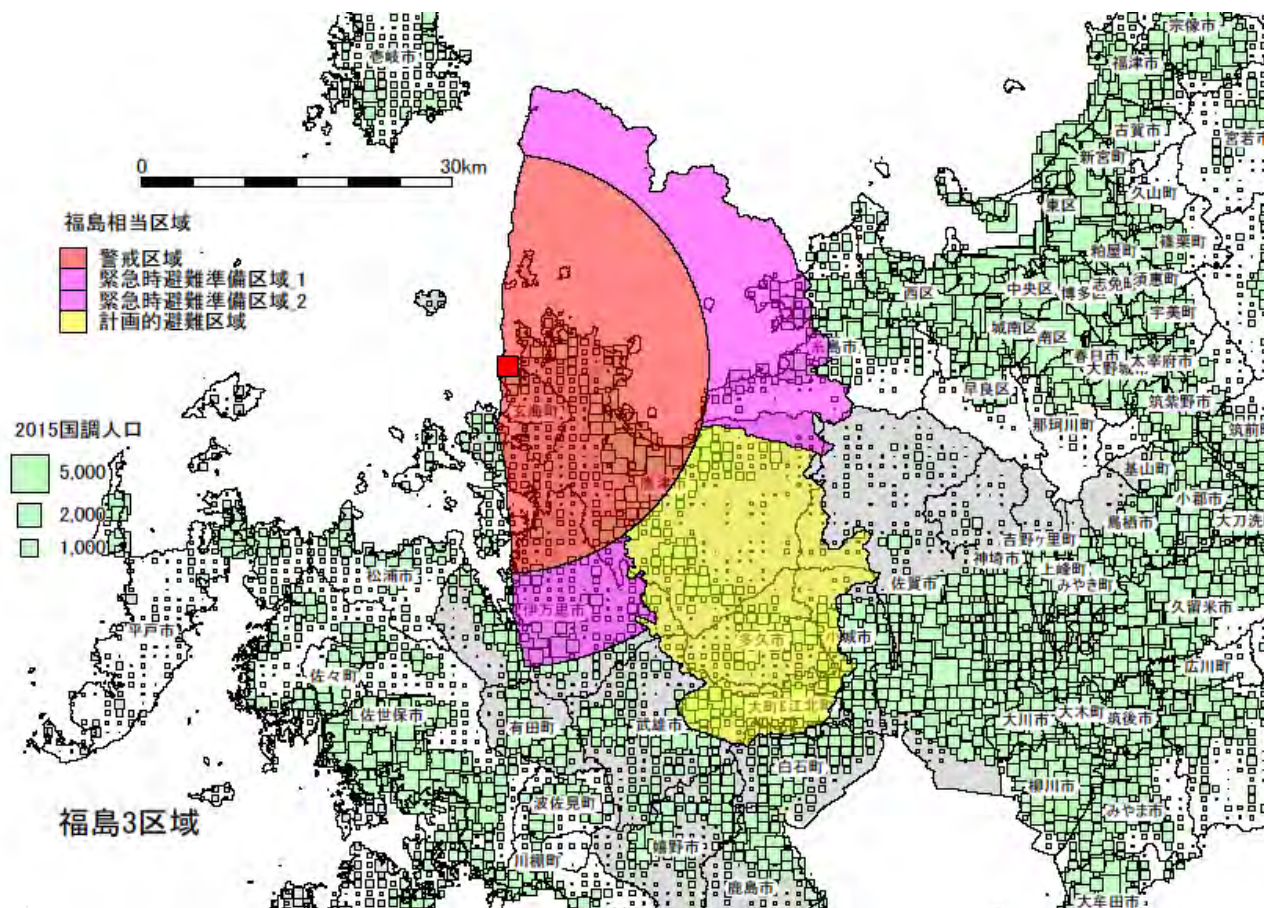 宗像市
壱岐市
福津市
古賀市
宮若市
新宮町
0 30km
久山町
東区
福島相当区域
粕屋町
篠栗町
警戒区域
緊急時避難準備区域_1
緊急時避難準備区域_2
計画的避難区域
西区
中央区
博多区
志免町
須恵町
宇美町
城南区
南区
糸島市
春日市
太宰府市
大野城
早良区
筑紫野市
玄海町
那珂川町
筑前町
2015国調人口
5,000
2,000
1,000
基山町
唐津
小郡市
鳥栖市
大刀洗
吉野ヶ里町
神埼市
上峰町
松浦市
佐賀市
みやき町
伊万里市
久留米市
平戸市
多久市
小城市
広川町
佐々町
佐世保市
有田町
武雄市
大町
江北町
大川市
大木町
筑後市
白石町
柳川市
波佐見町
みやま市
福島3区域
嬉野市
川棚町
鹿島市
大牟田市